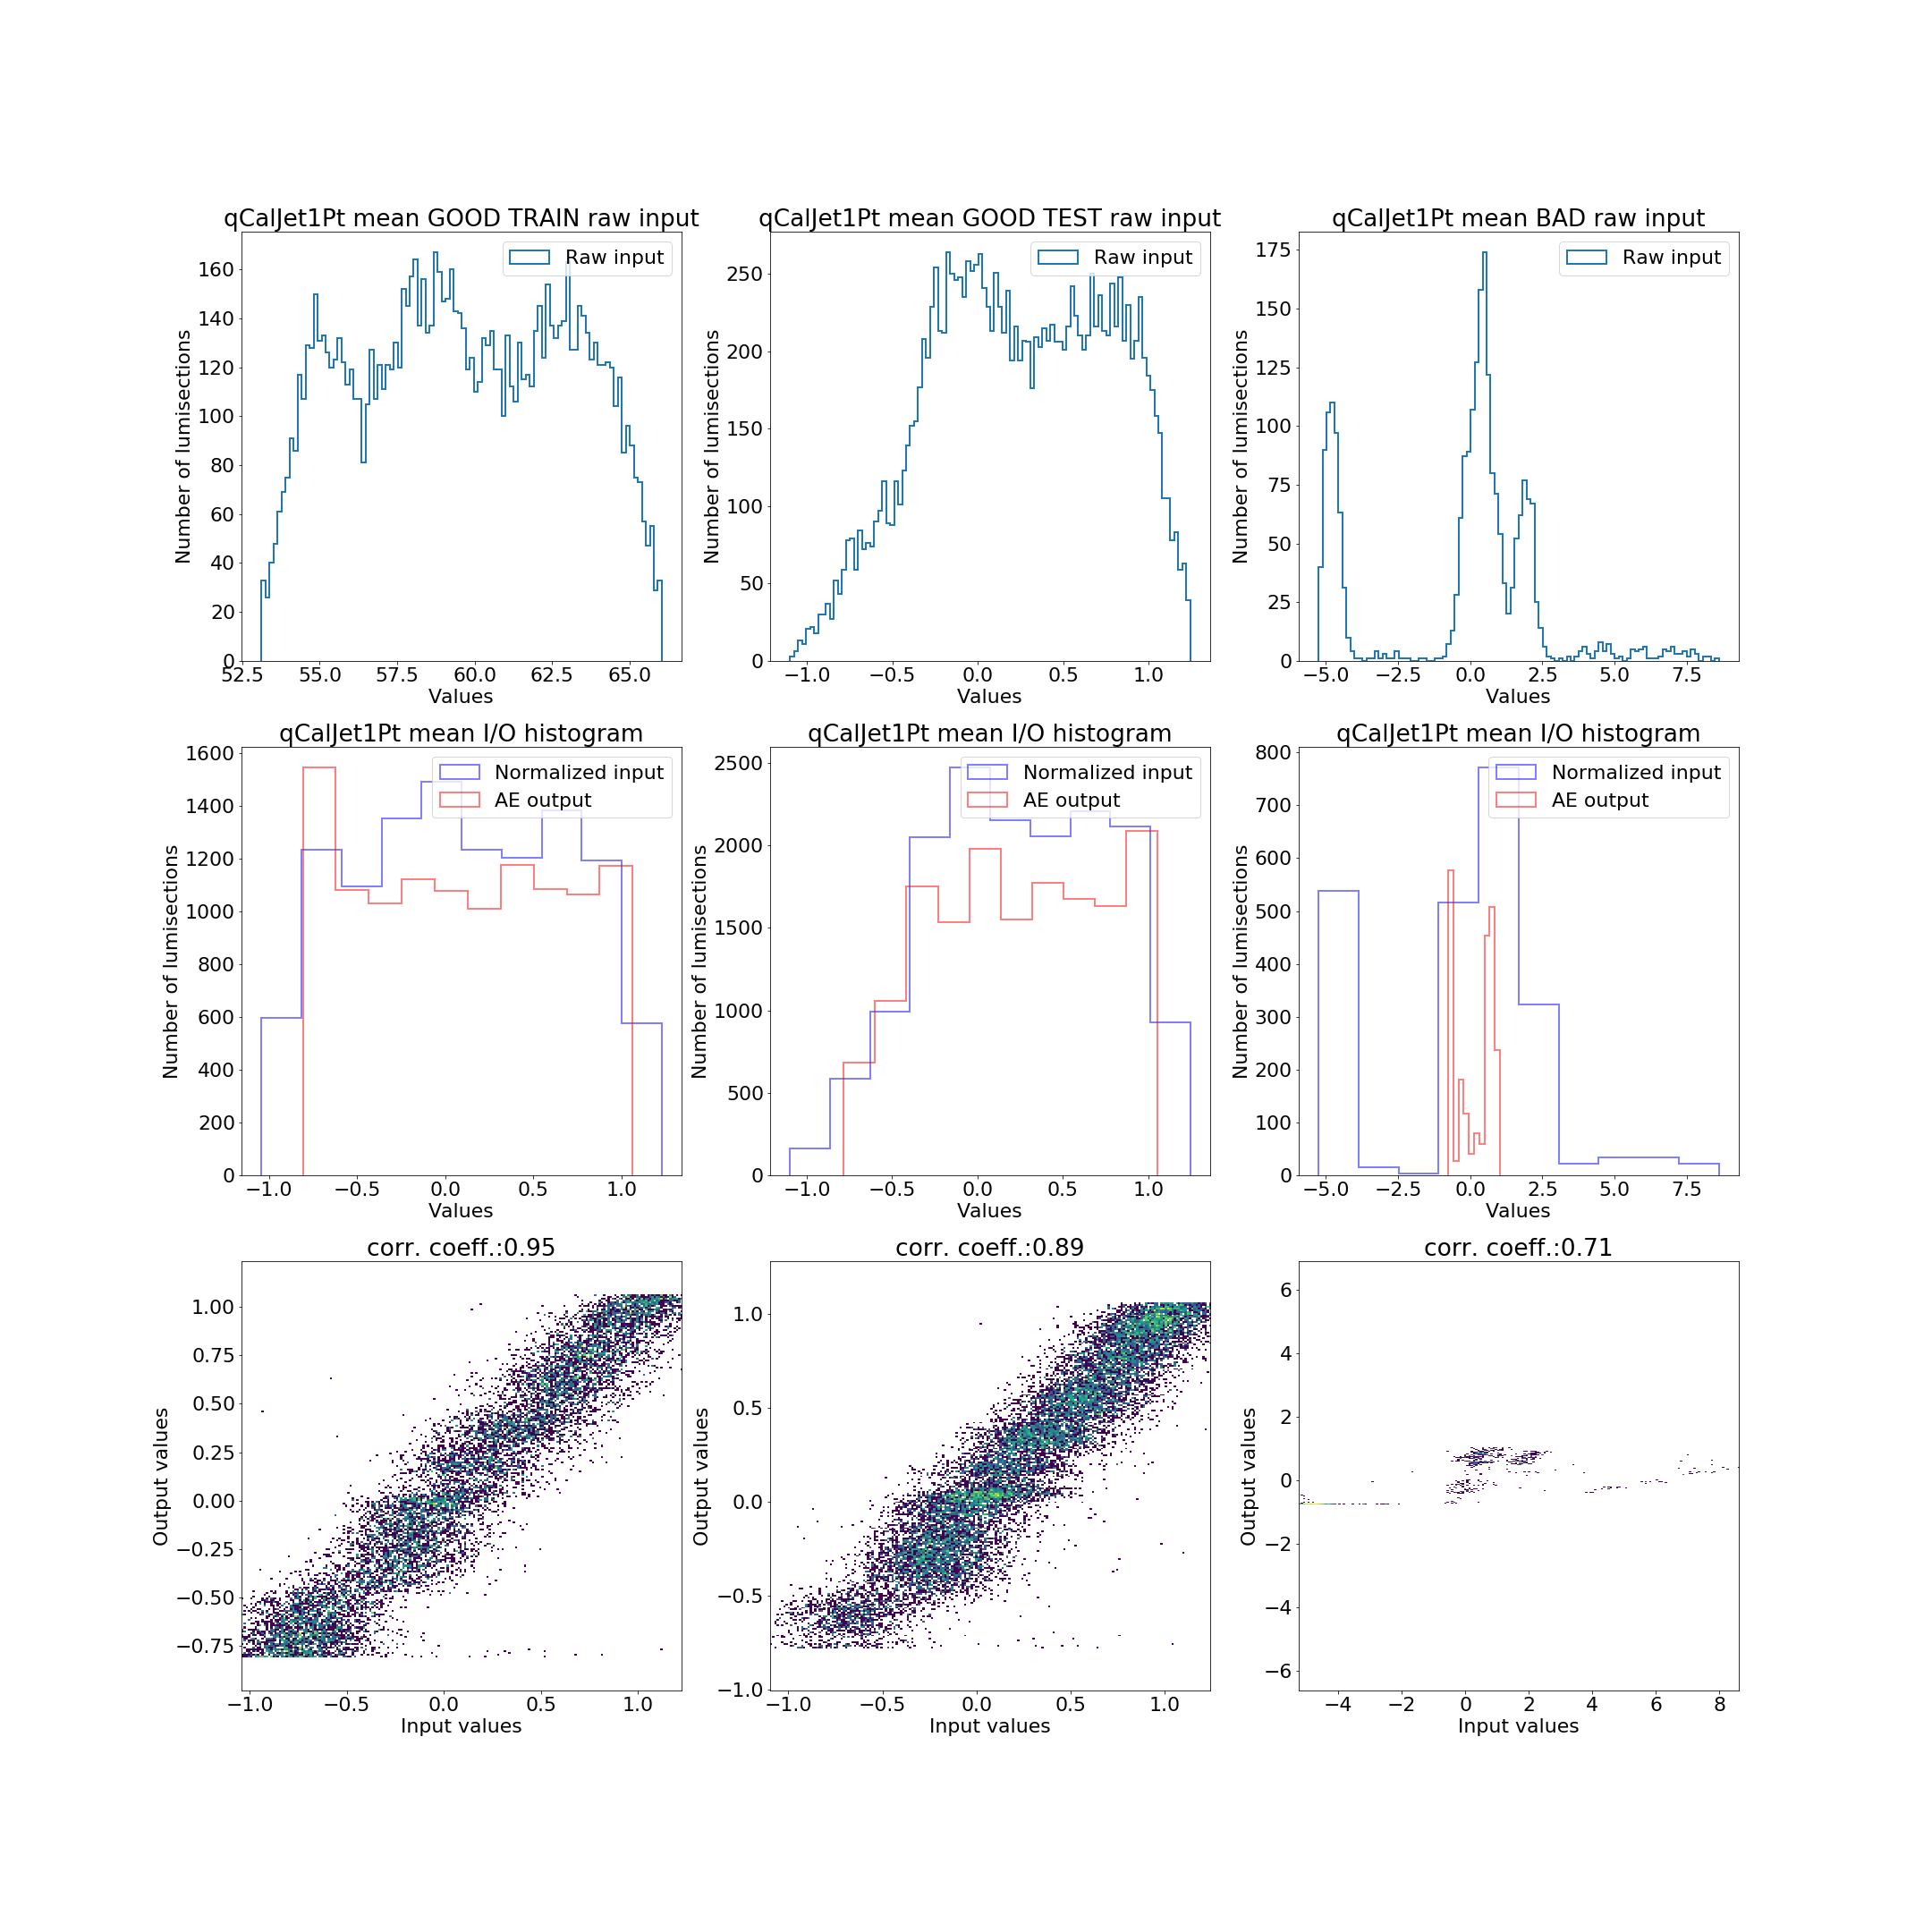 qCalJet1Pt mean GOOD TRAIN raw input
Raw input
160
140
120
100
80
60
40
20
0
Number of lumisections
52.5 55.0 57.5 60.0 62.5 65.0
Values
qCalJet1Pt mean GOOD TEST raw input
Raw input
250
200
150
100
50
0
Number of lumisections
−1.0 −0.5 0.0 0.5 1.0
Values
qCalJet1Pt mean BAD raw input
Raw input
175
150
125
100
75
50
25
0
Number of lumisections
−5.0 −2.5 0.0 2.5 5.0 7.5
Values
qCalJet1Pt mean I/O histogram
Normalized input
AE output
1600
1400
1200
1000
800
600
400
200
0
Number of lumisections
−1.0 −0.5 0.0 0.5 1.0
Values
qCalJet1Pt mean I/O histogram
Normalized input
AE output
2500
2000
1500
1000
500
0
Number of lumisections
−1.0 −0.5 0.0 0.5 1.0
Values
qCalJet1Pt mean I/O histogram
Normalized input
AE output
800
700
600
500
400
300
200
100
0
Number of lumisections
−5.0 −2.5 0.0 2.5 5.0 7.5
Values
corr. coeff.:0.95
1.00
0.75
0.50
0.25
0.00
−0.25
−0.50
−0.75
Output values
−1.0 −0.5 0.0 0.5 1.0
Input values
corr. coeff.:0.89
1.0
0.5
0.0
−0.5
−1.0
Output values
−1.0 −0.5 0.0 0.5 1.0
Input values
corr. coeff.:0.71
6
4
2
0
−2
−4
−6
Output values
−4 −2 0 2 4 6 8
Input values